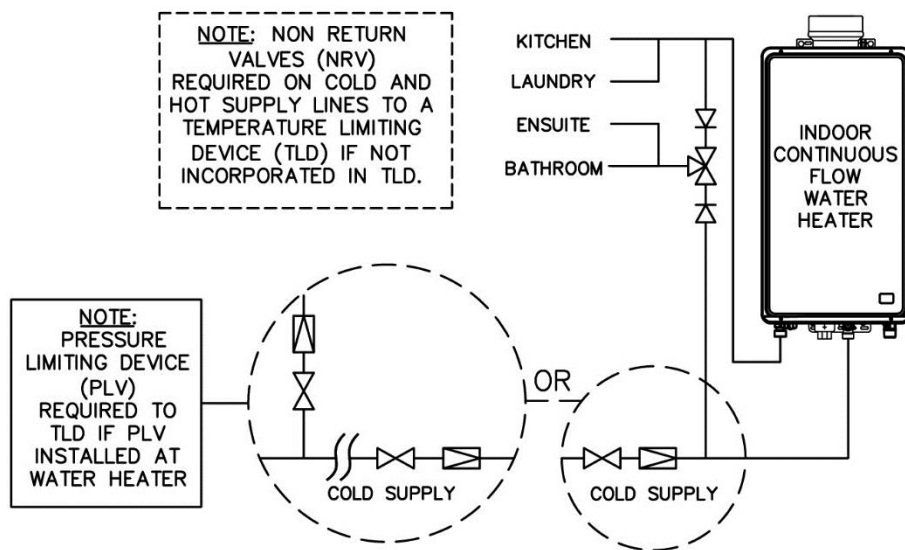 NOTE: NON RETURN
VALVES (NRV)
REQUIRED ON COLD AND
HOT SUPPLY LINES TO A
TEMPERATURE LIMITING
DEVICE (TLD) IF NOT
INCORPORATED IN TLD.
KITCHEN
LAUNDRY
ENSUITE
BATHROOM
INDOOR
CONTINUOUS
FLOW
WATER
HEATER
NOTE:
PRESSURE
LIMITING DEVICE
(PLV)
REQUIRED TO
TLD IF PLV
INSTALLED AT
WATER HEATER
OR
COLD SUPPLY
COLD SUPPLY